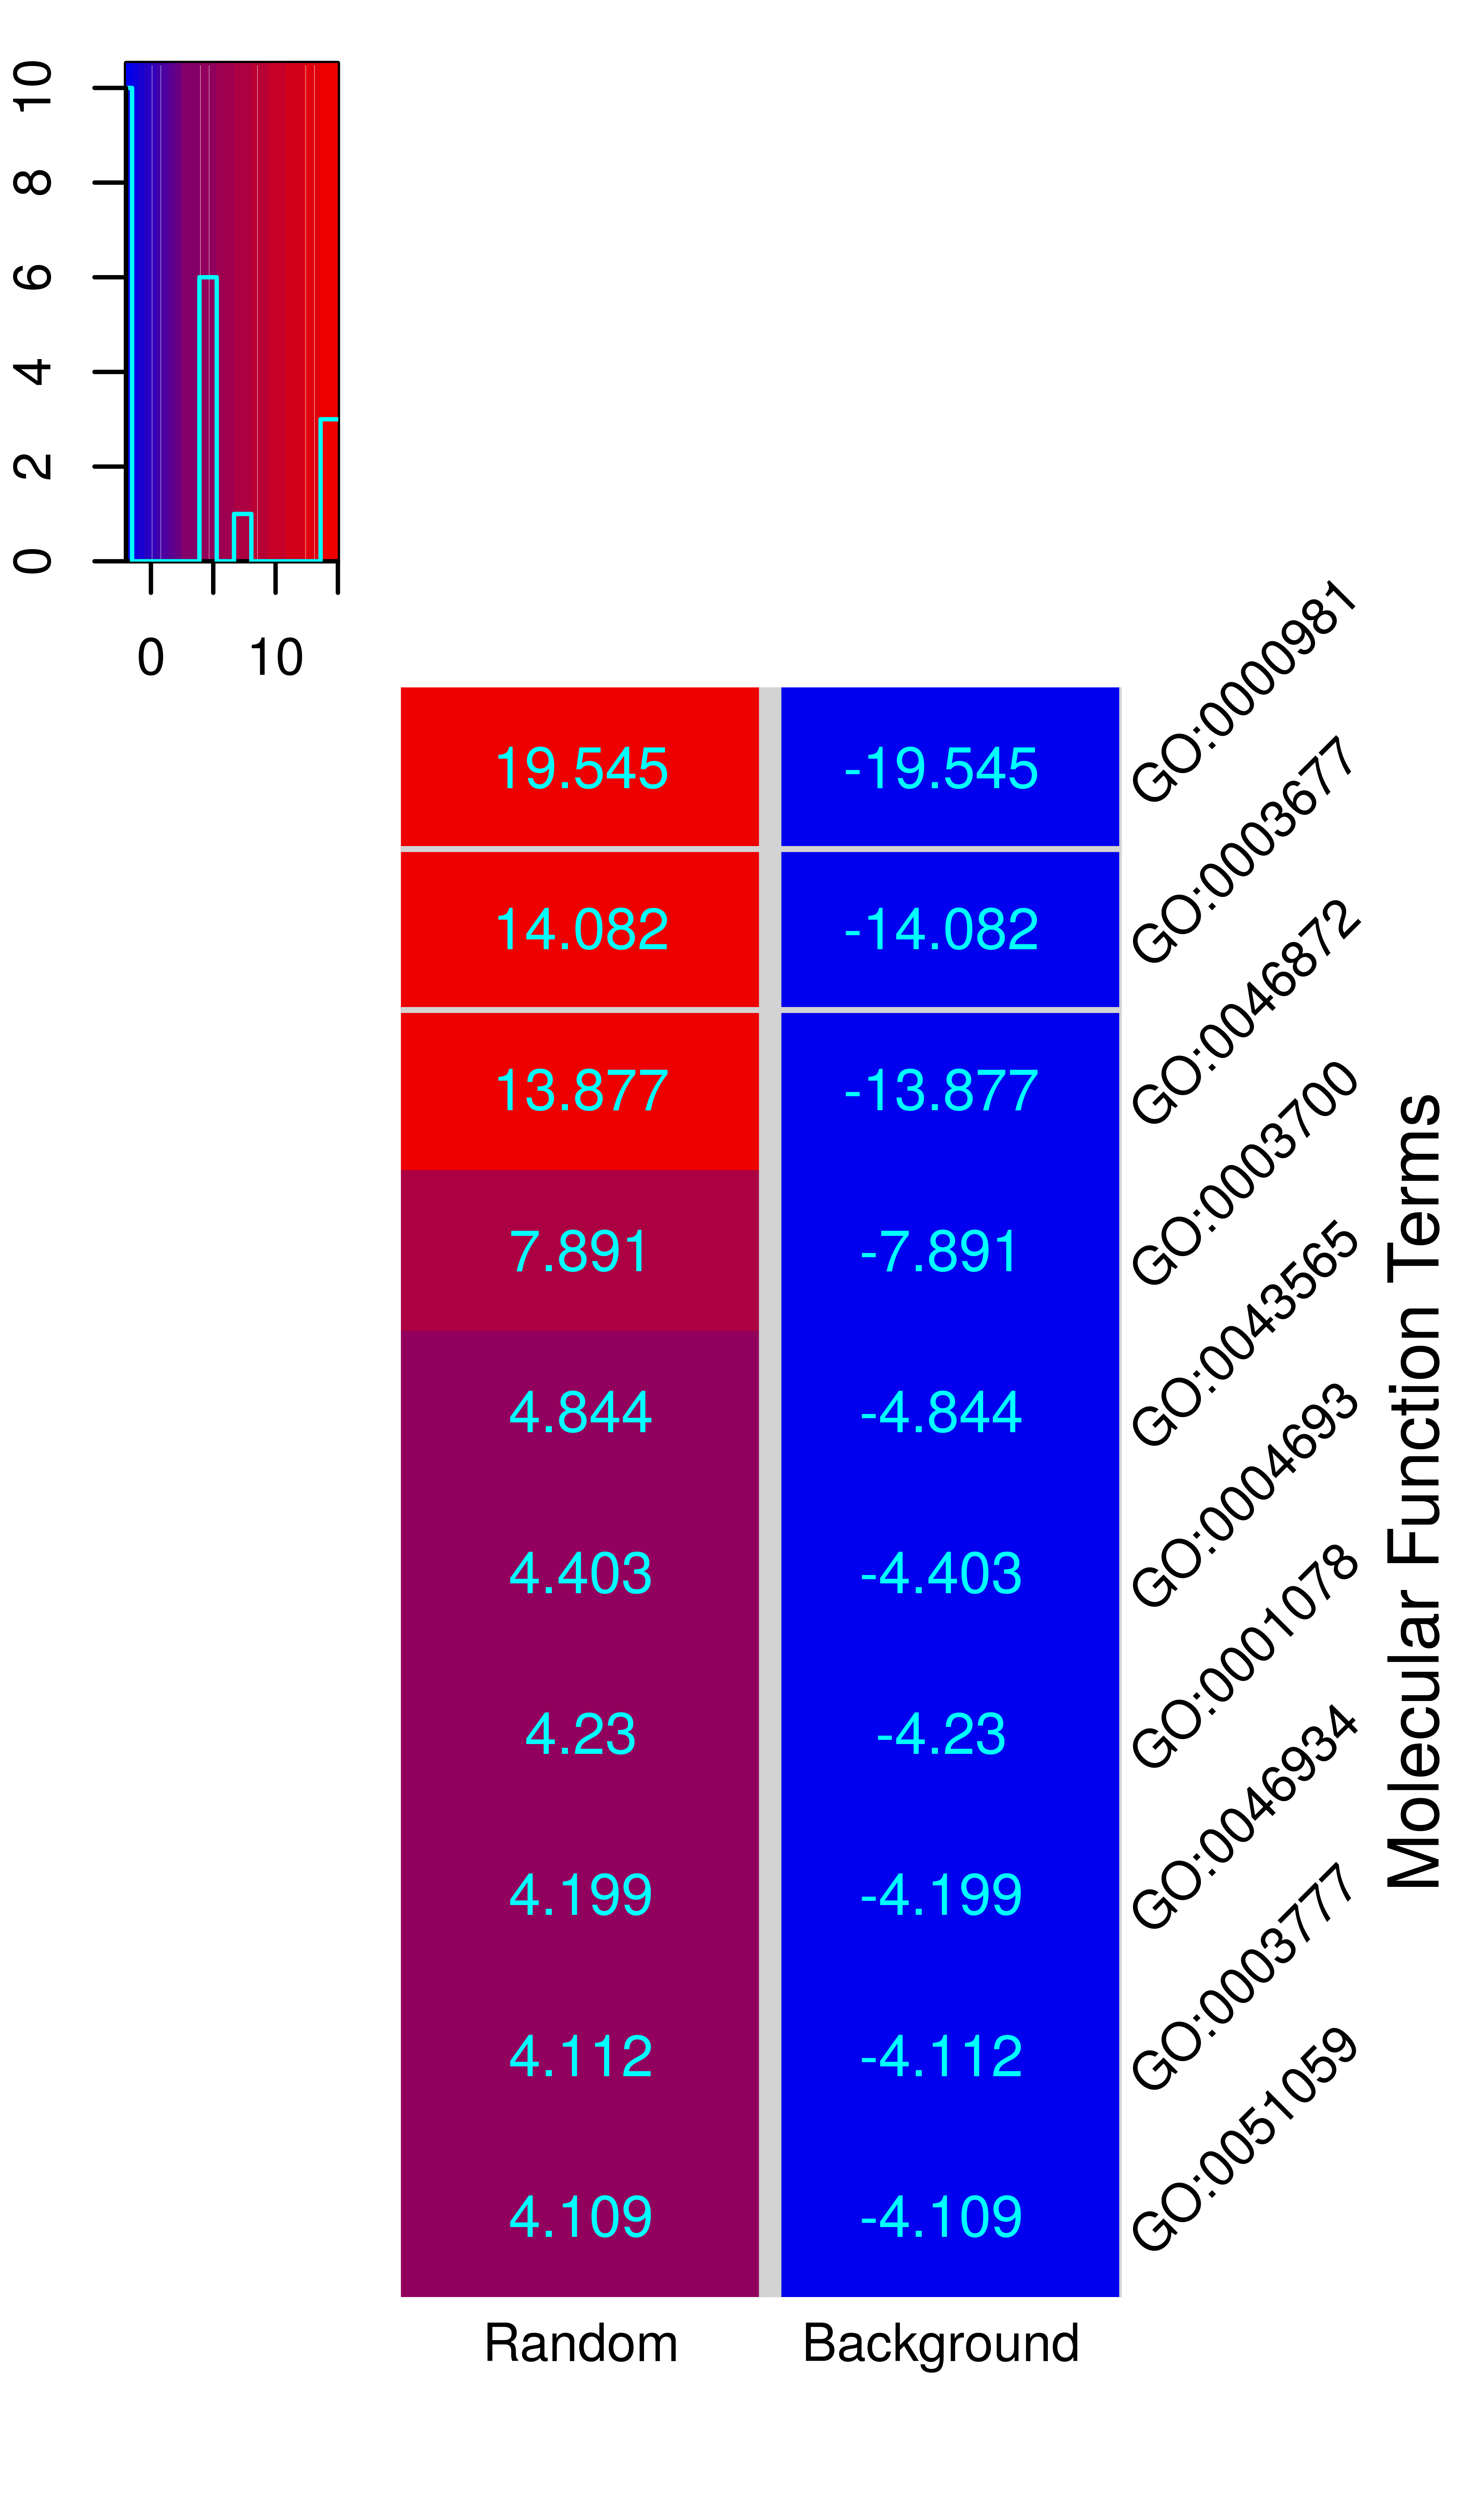 10
8
6
4
2
0
0 10
19.545 -19.545 GO:0000981
14.082 -14.082 GO:0003677
13.877 -13.877 GO:0046872
7.891 -7.891 GO:0003700
4.844 -4.844 GO:0043565
4.403 -4.403 GO:0004693
4.23 -4.23 GO:0001078
4.199 -4.199 GO:0046934
4.112 -4.112 GO:0003777
4.109 -4.109 GO:0051059
Random Background
Molecular Function Terms